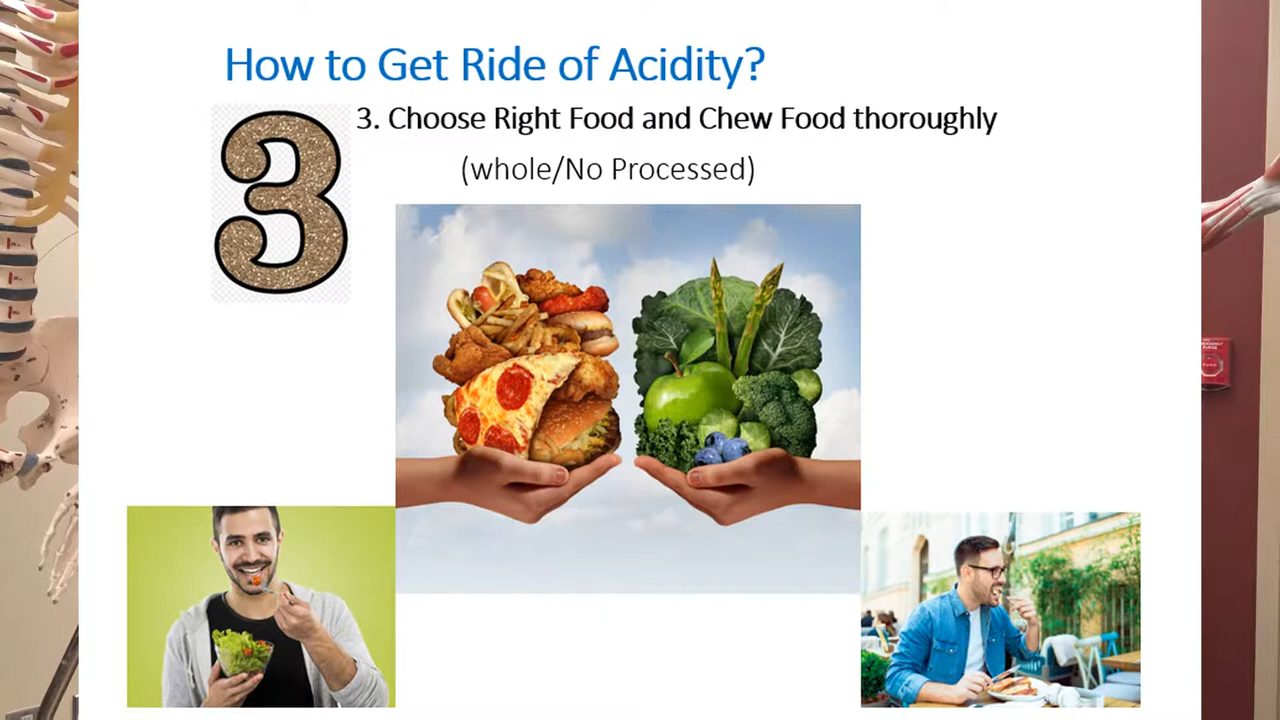 How to Get Ride of Acidity?
3
3. Choose Right Food and Chew Food thoroughly
(whole/No Processed)